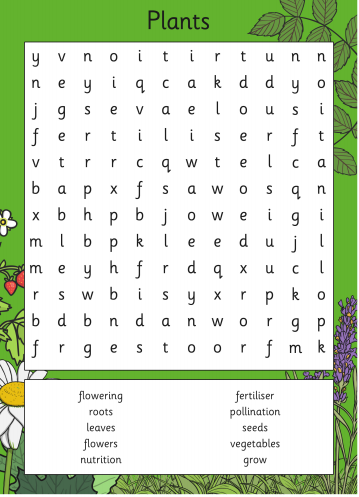 Plants
y v n o i t i r t u n n
n e y i q c a k d d y o
j g s e v a e l o u s i
f e r t i l i s e r f t
v t r r c q w t e l c a
b a p x f s a w o s q n
x b h p b j o w e i g i
m l b p k l e e d u j l
m e y h f r d q x u c l
r s w b i s y x r p k o
b d b n d a n w o r g p
f r g e s t o o r f m k
flowering fertiliser
roots pollination
leaves seeds
flowers vegetables
nutrition grow